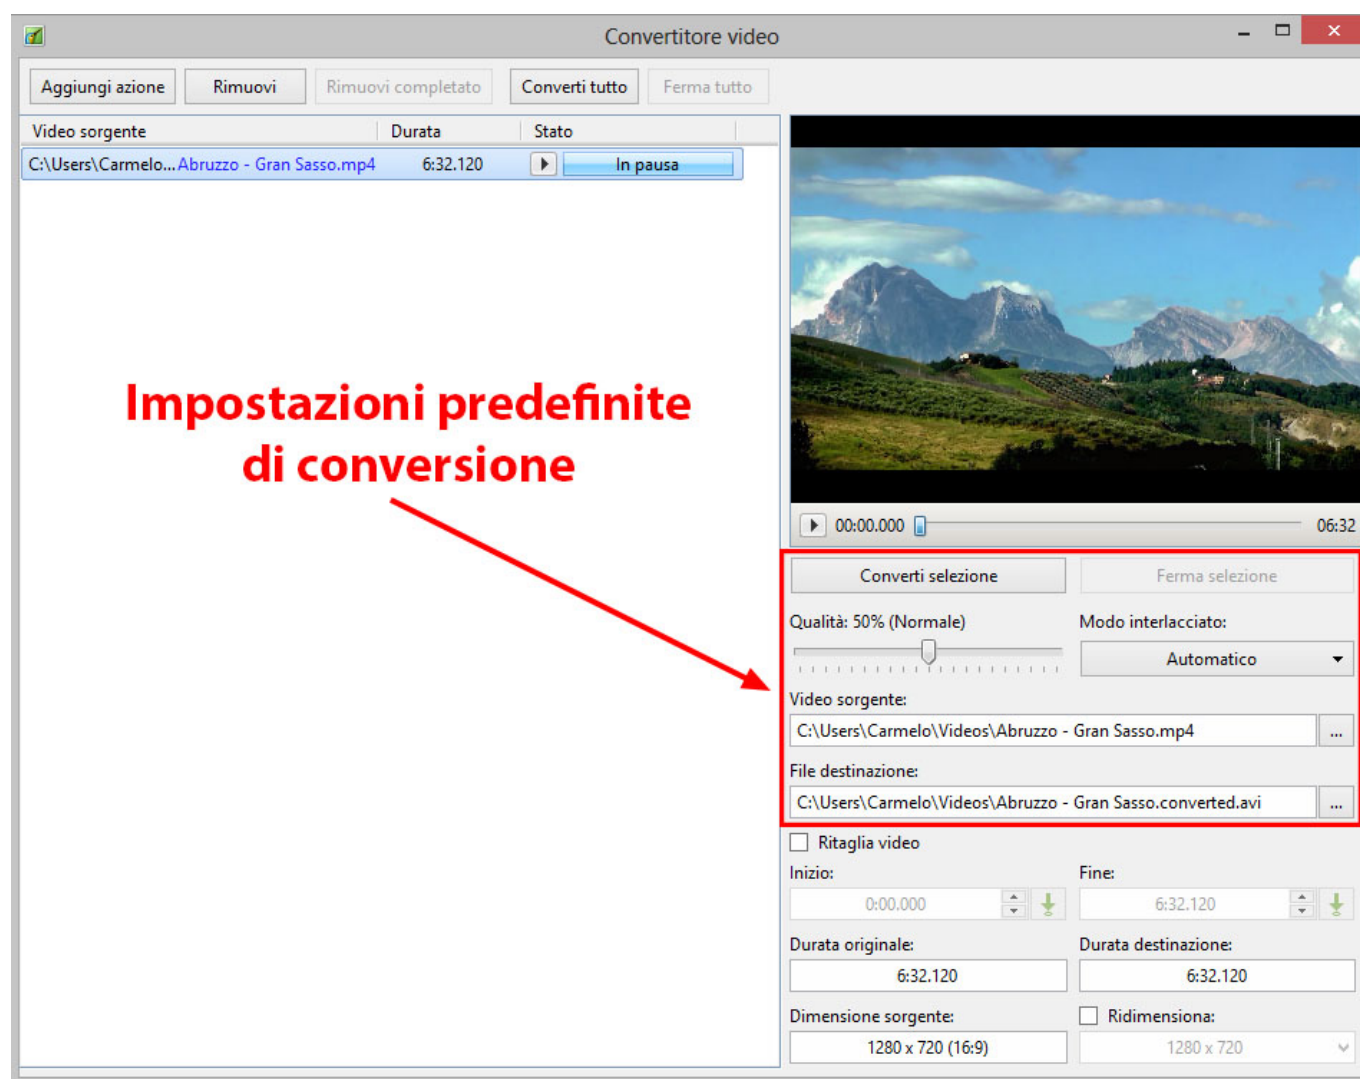 Convertitore video
Aggiungi azione Rimuovi Rimuovi completato Converti tutto Ferma tutto
Video sorgente Durata Stato
C:\Users\Carmelo...Abruzzo - Gran Sasso.mp4 6:32.120 In pausa
Impostazioni predefinite
di conversione
00:00.000 06:32
Converti selezione Ferma selezione
Qualità: 50% (Normale) Modo interlacciato:
Automatico
Video sorgente:
C:\Users\Carmelo\Videos\Abruzzo - Gran Sasso.mp4 ...
File destinazione:
C:\Users\Carmelo\Videos\Abruzzo - Gran Sasso.converted.avi ...
Ritaglia video
Inizio: Fine:
0:00.000 6:32.120
Durata originale: Durata destinazione:
6:32.120 6:32.120
Dimensione sorgente: Ridimensiona:
1280 x 720 (16:9) 1280 x 720